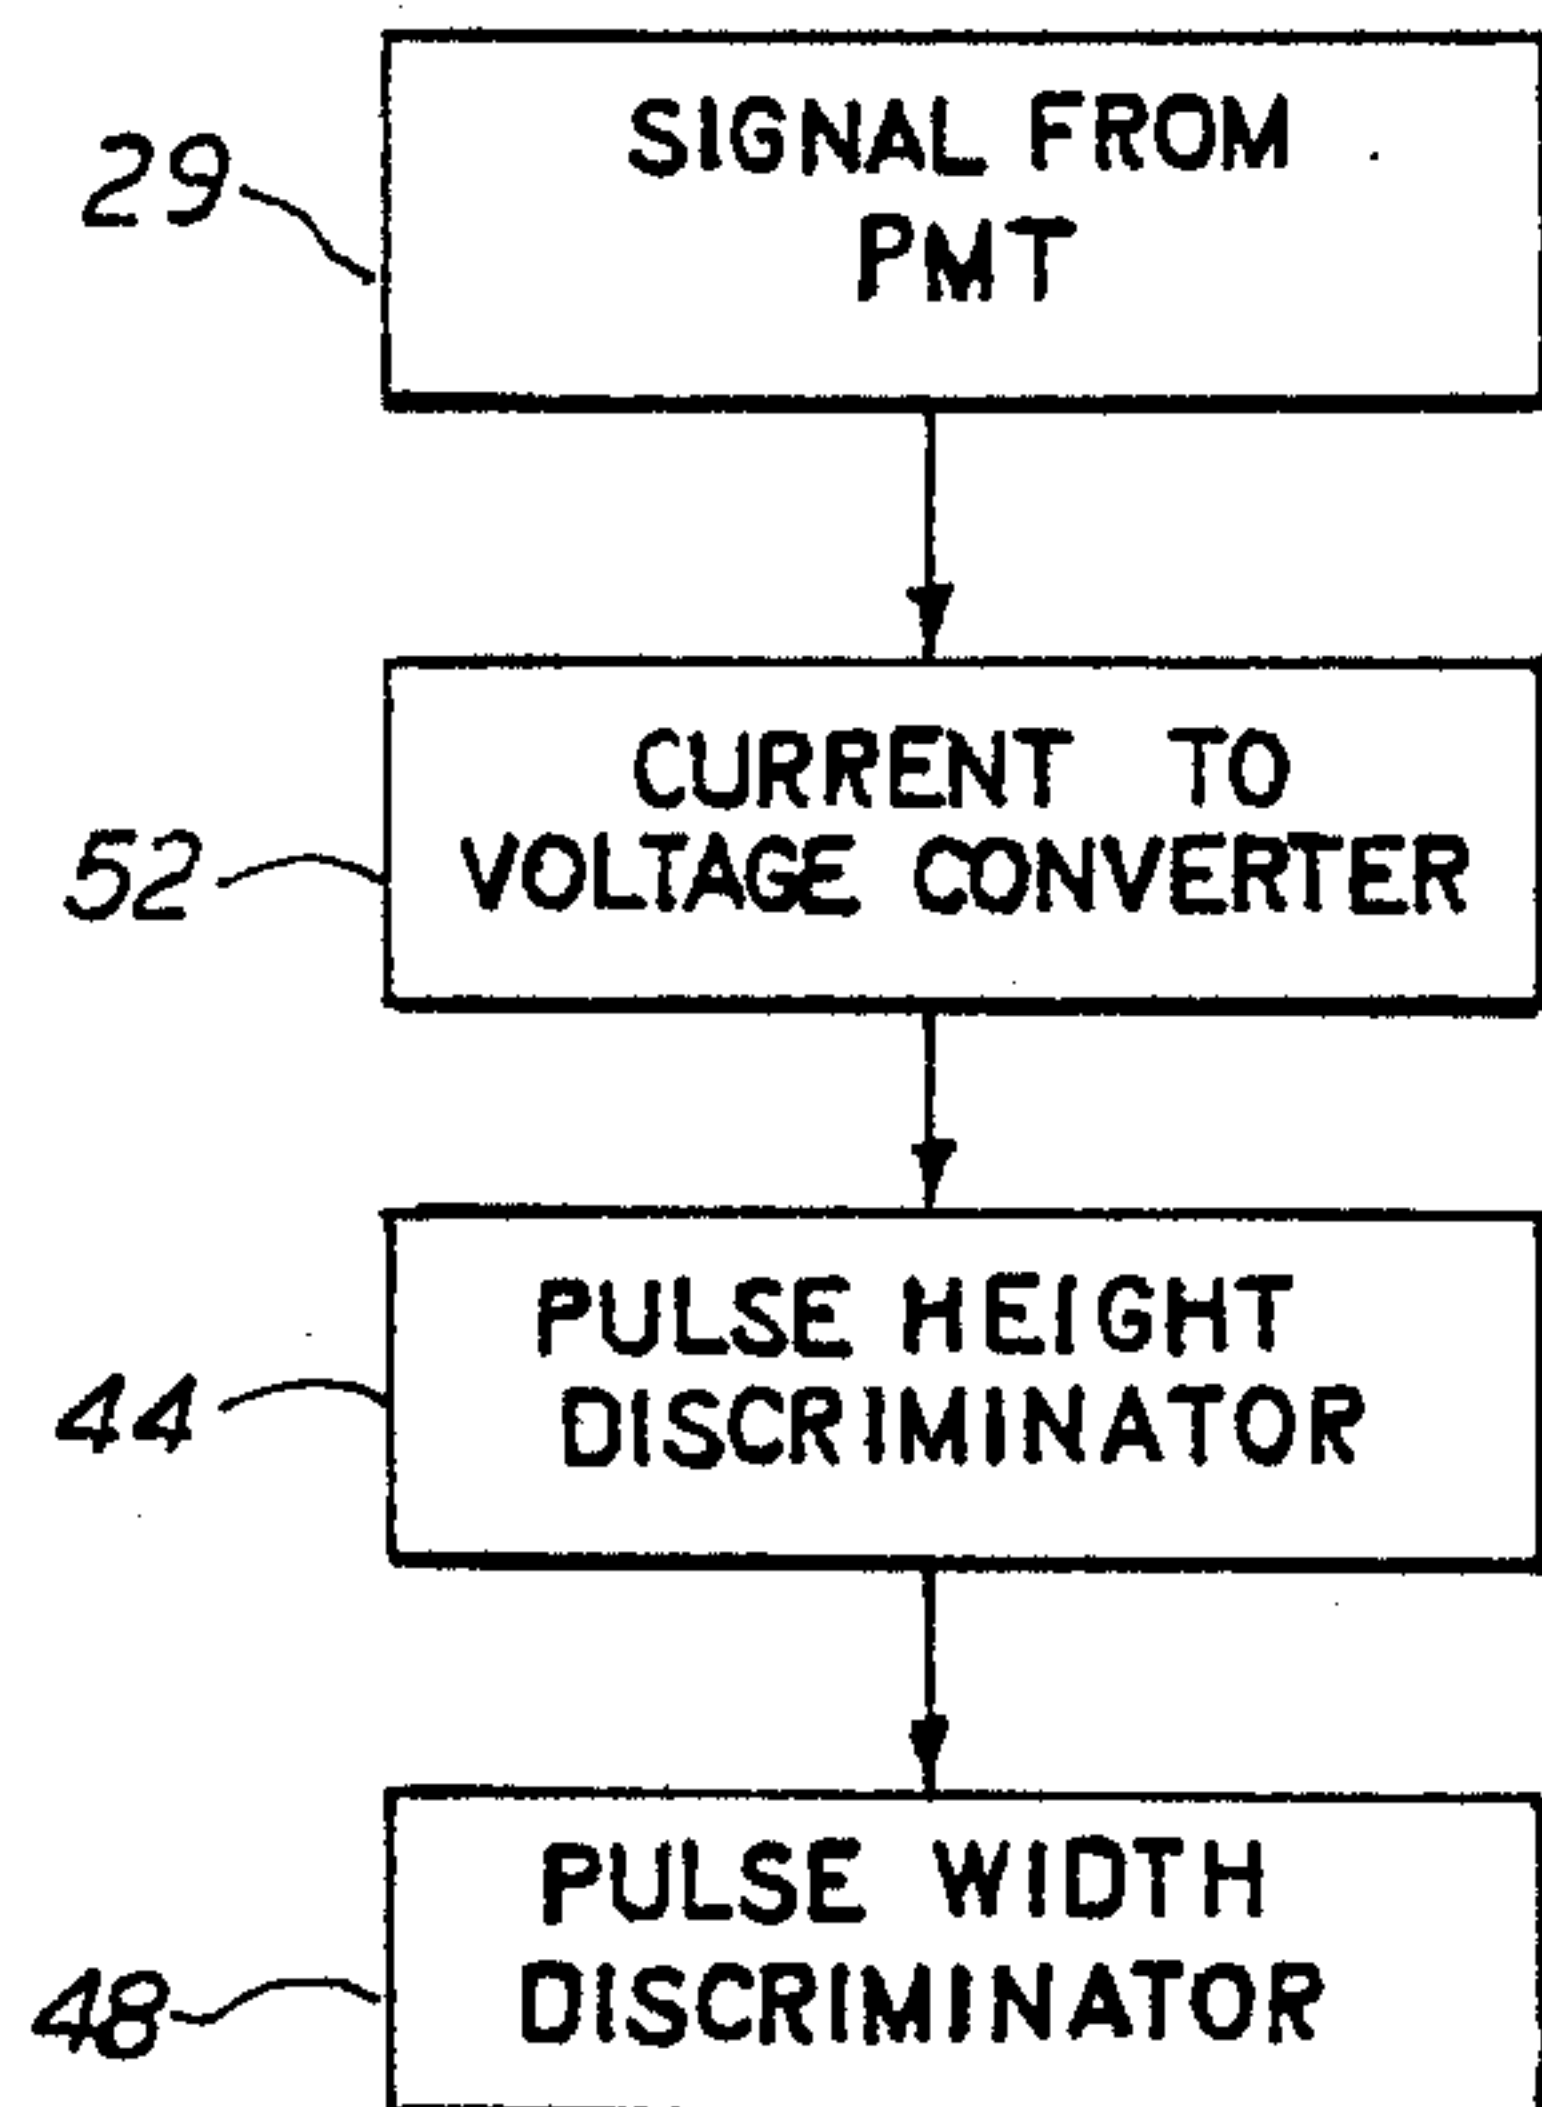 SIGNAL FROM
PMT
29
CURRENT TO
VOLTAGE CONVERTER
52
PULSE HEIGHT
DISCRIMINATOR
44
PULSE WIDTH
DISCRIMINATOR
48